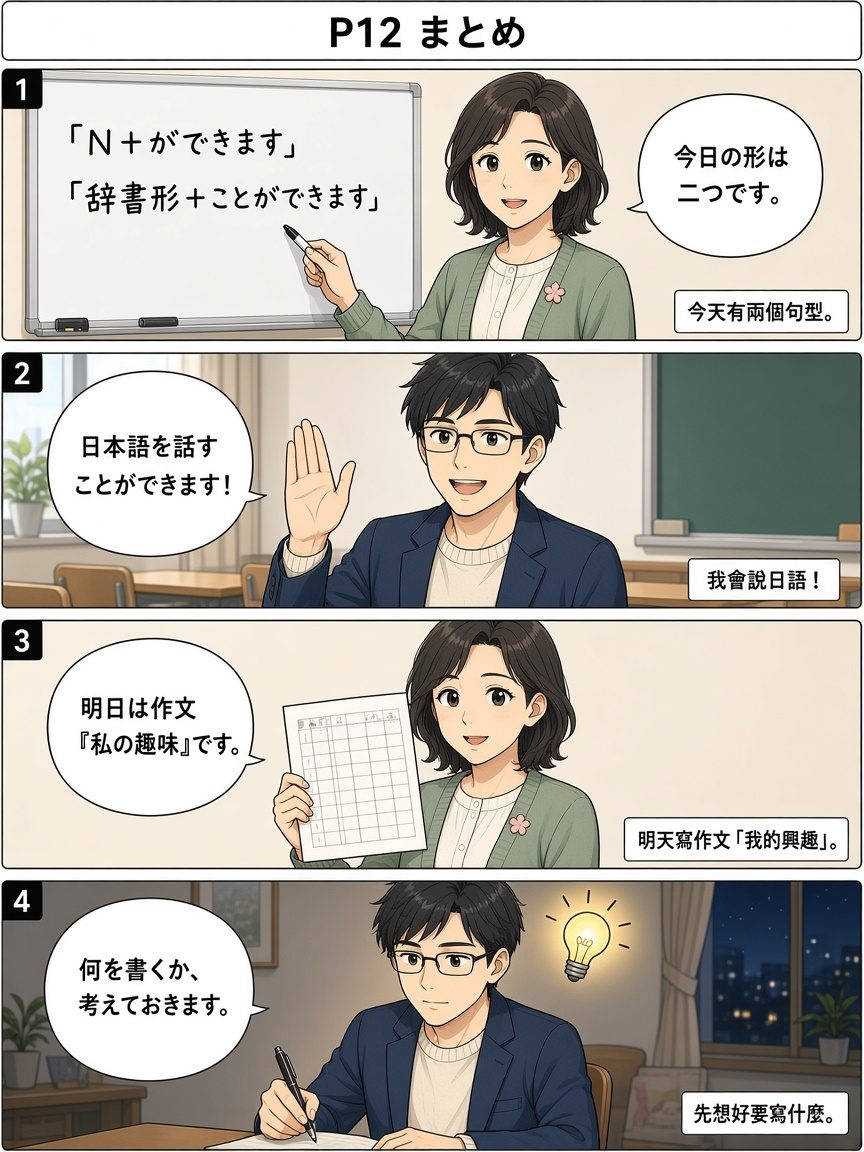 P12 まとめ
1
「N+ができます」
「辞書形+ことができます」
今日の形は
二つです。
今天有兩個句型。
2
日本語を話す
ことができます!
我會說日語!
3
明日は作文
『私の趣味』です。
明天寫作文「我的興趣」。
4
何を書くか、
考えておきます。
先想好要寫什麼。